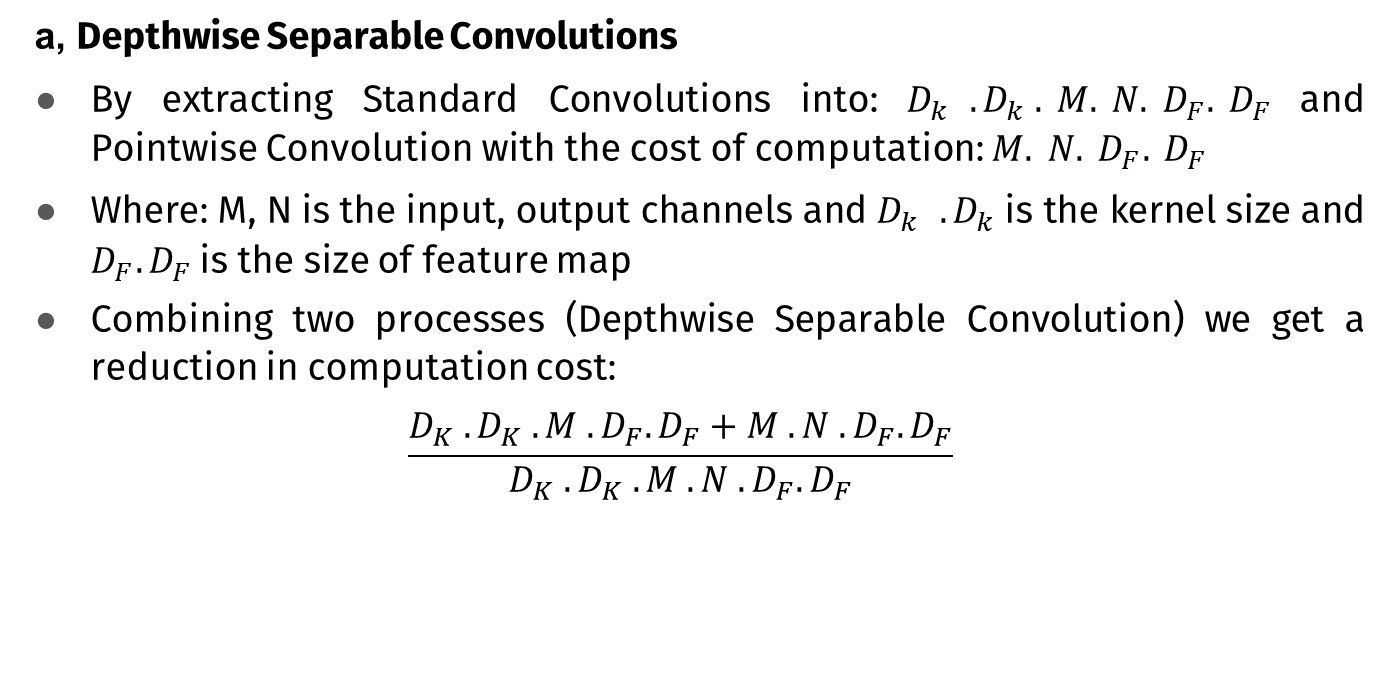 a, Depthwise Separable Convolutions
● By extracting Standard Convolutions into: D_k . D_k . M. N. D_F. D_F and
Pointwise Convolution with the cost of computation: M. N. D_F. D_F
● Where: M, N is the input, output channels and D_k . D_k is the kernel size and
D_F. D_F is the size of feature map
● Combining two processes (Depthwise Separable Convolution) we get a
reduction in computation cost:
D_K . D_K . M . D_F. D_F + M . N . D_F. D_F
D_K . D_K . M . N . D_F. D_F